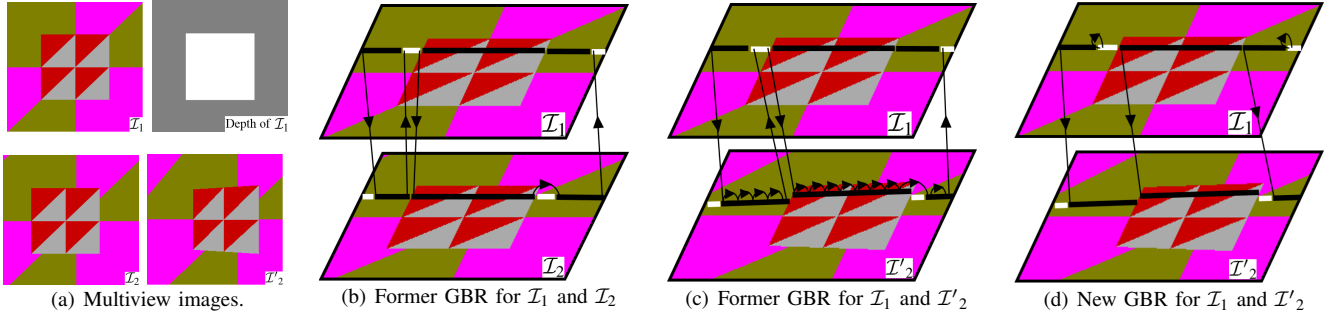 𝓘₁
Depth of 𝓘₁
𝓘₂
𝓘′₂
(a) Multiview images.
𝓘₁
𝓘₂
(b) Former GBR for 𝓘₁ and 𝓘₂
𝓘₁
𝓘′₂
(c) Former GBR for 𝓘₁ and 𝓘′₂
𝓘₁
𝓘′₂
(d) New GBR for 𝓘₁ and 𝓘′₂